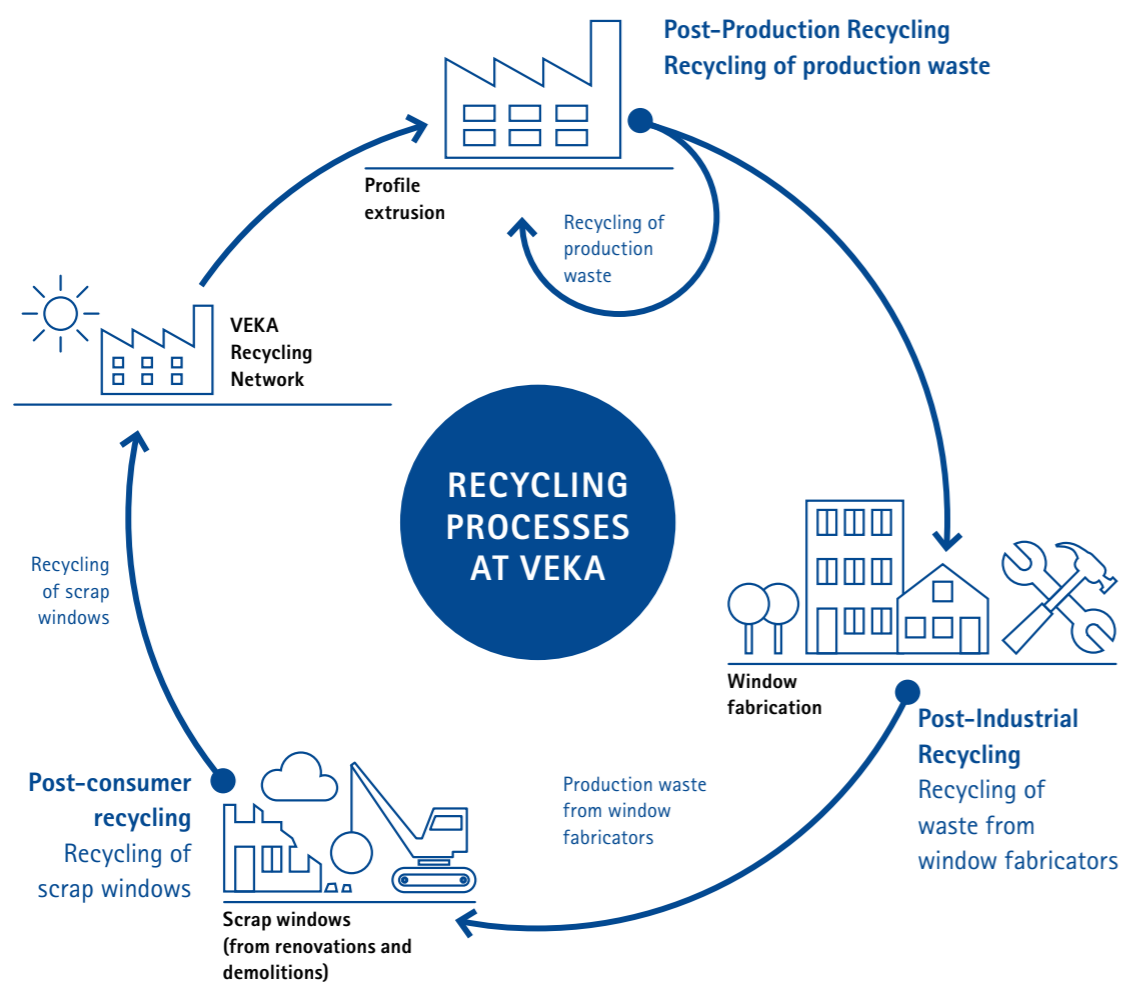 Post-Production Recycling
Recycling of production waste
Profile
extrusion
Recycling of
production
waste
VEKA
Recycling
Network
RECYCLING
PROCESSES
AT VEKA
Recycling
of scrap
windows
Window
fabrication
Post-Industrial
Recycling
Recycling of
waste from
window fabricators
Production waste
from window
fabricators
Post-consumer
recycling
Recycling of
scrap windows
Scrap windows
(from renovations and
demolitions)